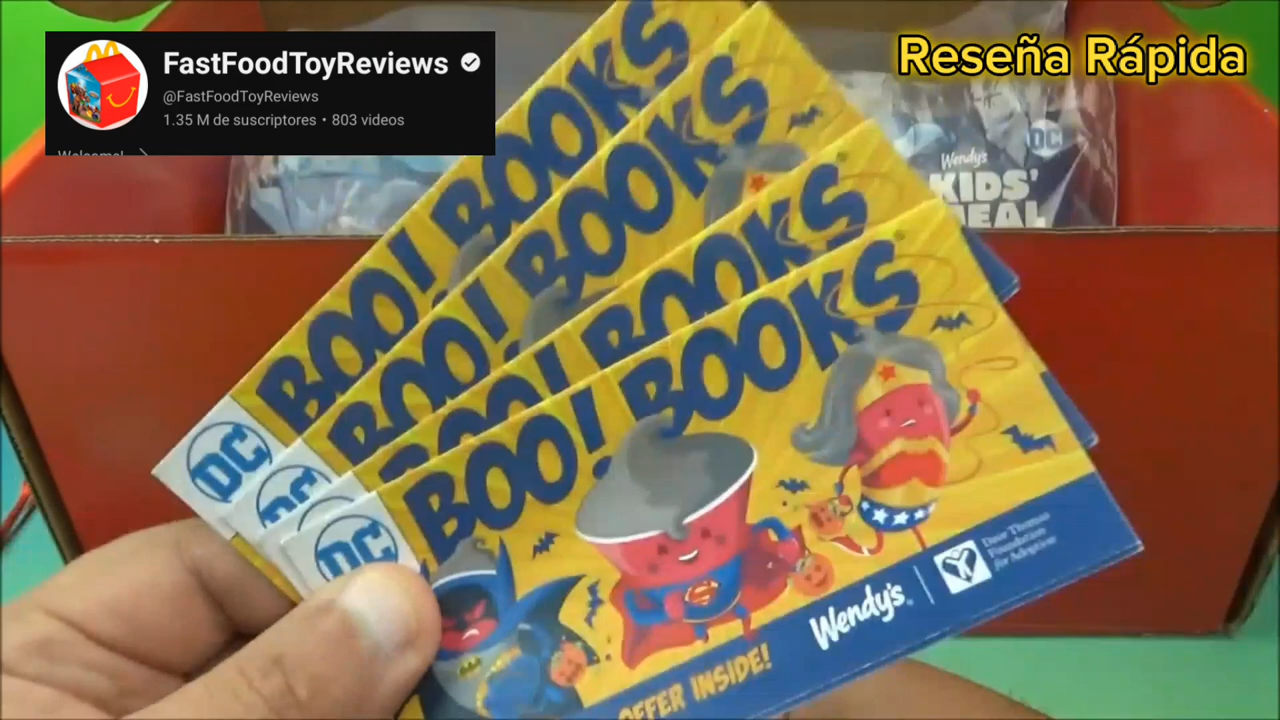 FastFoodToyReviews
@FastFoodToyReviews
1.35 M de suscriptores • 803 videos
Welcome!
Reseña Rápida
DC
Wendy's
KIDS'
MEAL
BOO! BOOKS
DC
BOO! BOOKS
DC
BOO! BOOKS
BOO! BOOKS
DC
OFFER INSIDE!
Wendy's
Dave Thomas
Foundation
for Adoption